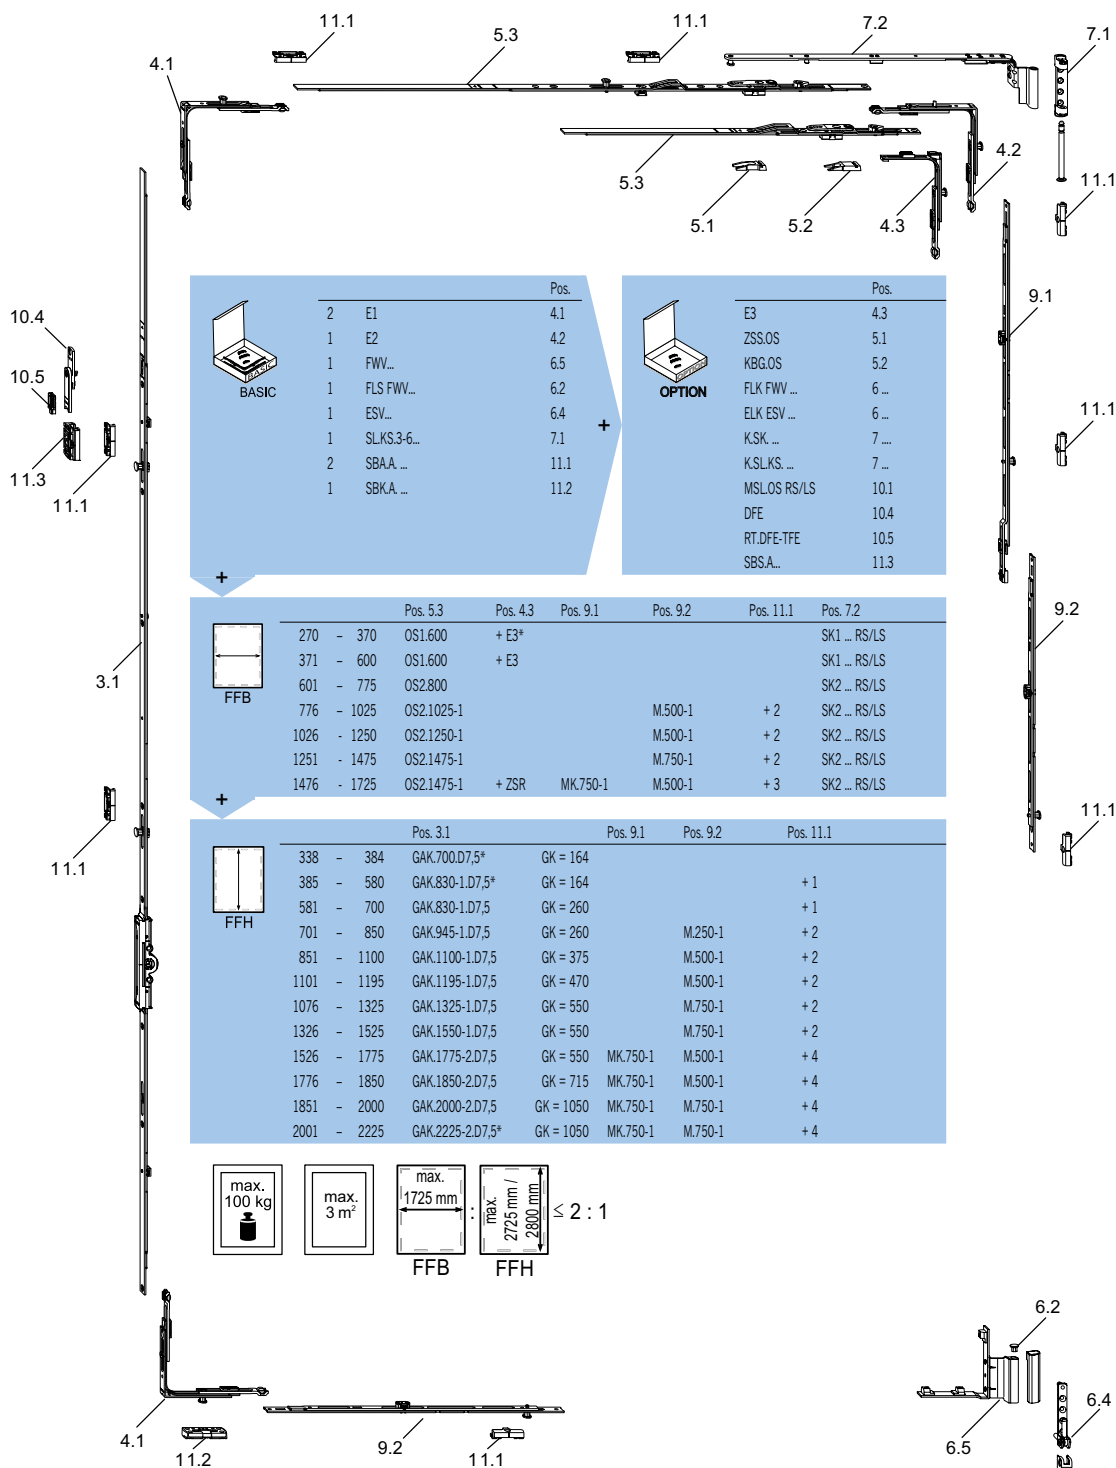 11.1
5.3
11.1
7.2
7.1
4.1
5.3
5.1
5.2
4.3
4.2
11.1
9.1
10.4
10.5
11.3
11.1
11.1
9.2
3.1
11.1
11.1
Pos.
2 E1 4.1
1 E2 4.2
1 FWV... 6.5
1 FLS FWV... 6.2
1 ESV... 6.4
1 SL.KS.3-6... 7.1
2 SBA.A. ... 11.1
1 SBK.A. ... 11.2
BASIC
BASIC
+
Pos.
E3 4.3
ZSS.OS 5.1
KBG.OS 5.2
FLK FWV ... 6 ...
ELK ESV ... 6 ...
K.SK. ... 7 ....
K.SL.KS. ... 7 ...
MSL.OS RS/LS 10.1
DFE 10.4
RT.DFE-TFE 10.5
SBS.A... 11.3
OPTION
OPTION
+
Pos. 5.3 Pos. 4.3 Pos. 9.1 Pos. 9.2 Pos. 11.1 Pos. 7.2
270 – 370 OS1.600 + E3* SK1 ... RS/LS
371 – 600 OS1.600 + E3 SK1 ... RS/LS
601 – 775 OS2.800 SK2 ... RS/LS
776 – 1025 OS2.1025-1 M.500-1 + 2 SK2 ... RS/LS
1026 - 1250 OS2.1250-1 M.500-1 + 2 SK2 ... RS/LS
1251 - 1475 OS2.1475-1 M.750-1 + 2 SK2 ... RS/LS
1476 - 1725 OS2.1475-1 + ZSR MK.750-1 M.500-1 + 3 SK2 ... RS/LS
FFB
+
Pos. 3.1 Pos. 9.1 Pos. 9.2 Pos. 11.1
338 – 384 GAK.700.D7,5* GK = 164
385 – 580 GAK.830-1.D7,5* GK = 164 + 1
581 – 700 GAK.830-1.D7,5 GK = 260 + 1
701 – 850 GAK.945-1.D7,5 GK = 260 M.250-1 + 2
851 – 1100 GAK.1100-1.D7,5 GK = 375 M.500-1 + 2
1101 – 1195 GAK.1195-1.D7,5 GK = 470 M.500-1 + 2
1076 – 1325 GAK.1325-1.D7,5 GK = 550 M.750-1 + 2
1326 – 1525 GAK.1550-1.D7,5 GK = 550 M.750-1 + 2
1526 – 1775 GAK.1775-2.D7,5 GK = 550 MK.750-1 M.500-1 + 4
1776 – 1850 GAK.1850-2.D7,5 GK = 715 MK.750-1 M.500-1 + 4
1851 – 2000 GAK.2000-2.D7,5 GK = 1050 MK.750-1 M.750-1 + 4
2001 – 2225 GAK.2225-2.D7,5* GK = 1050 MK.750-1 M.750-1 + 4
FFH
max.
100 kg
max.
3 m²
max.
1725 mm
FFB
:
max.
2725 mm /
2800 mm
FFH
≤ 2 : 1
4.1
11.2
9.2
11.1
6.2
6.5
6.4